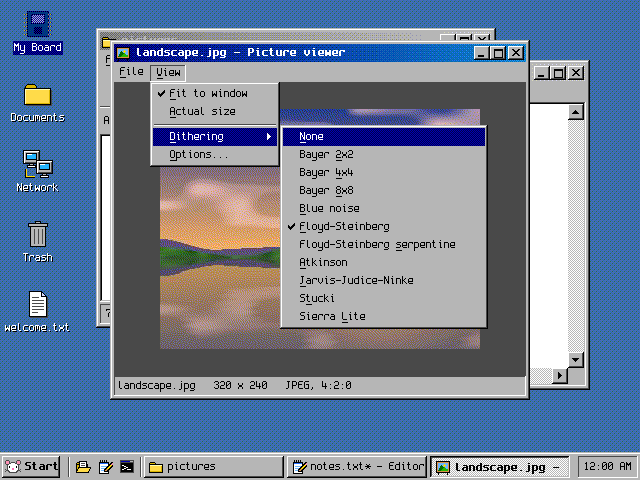 My Board
Documents
Network
Trash
welcome.txt
landscape.jpg - Picture viewer
File View
Fit to window
Actual size
Dithering
Options...
None
Bayer 2x2
Bayer 4x4
Bayer 8x8
Blue noise
Floyd-Steinberg
Floyd-Steinberg serpentine
Atkinson
Jarvis-Judice-Ninke
Stucki
Sierra Lite
landscape.jpg 320 x 240 JPEG, 4:2:0
Start
pictures
notes.txt* - Editor
landscape.jpg -
12:00 AM